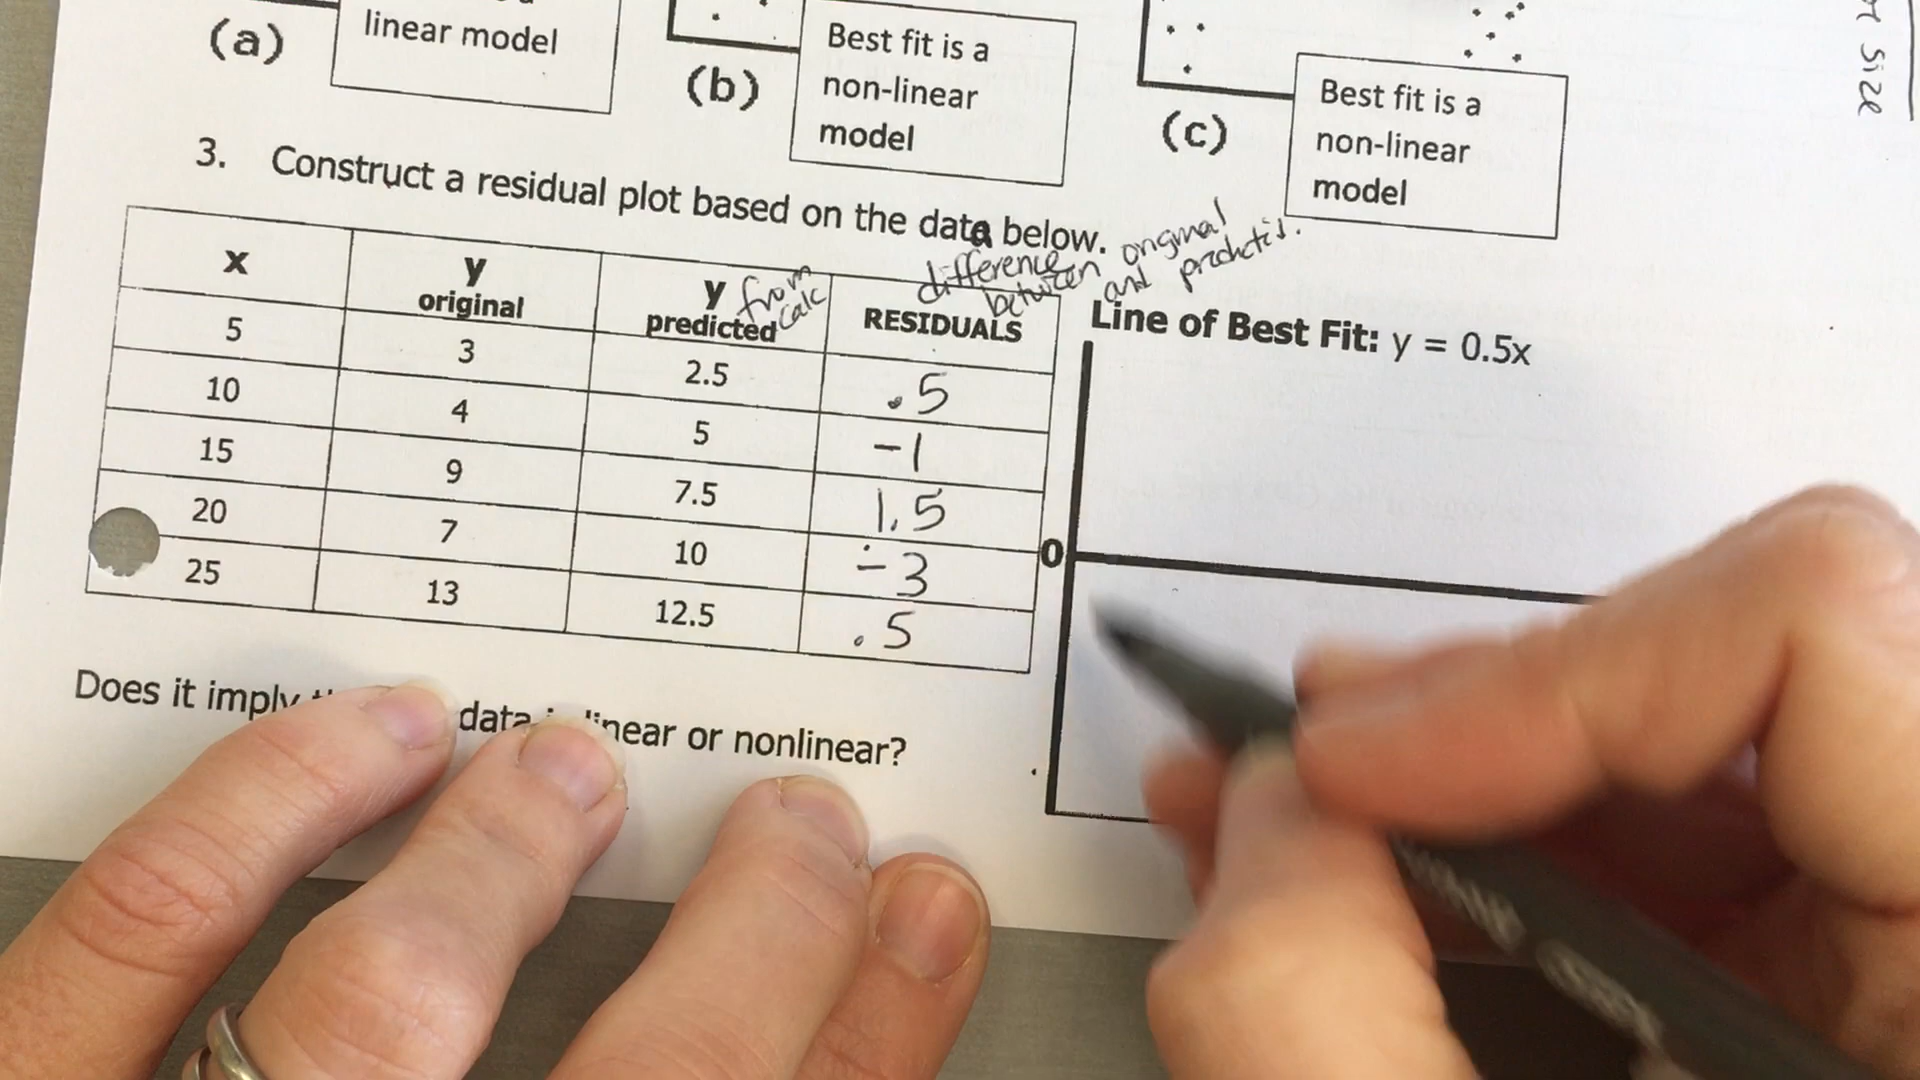 linear model
(a)
Best fit is a
non-linear
model
(b)
Best fit is a
non-linear
model
(c)
size
3. Construct a residual plot based on the data below.
difference
between original
and predicted.
x y original y predicted from calc RESIDUALS
5 3 2.5 .5
10 4 5 -1
15 9 7.5 1.5
20 7 10 -3
25 13 12.5 .5
Line of Best Fit: y = 0.5x
0
Does it imply data linear or nonlinear?